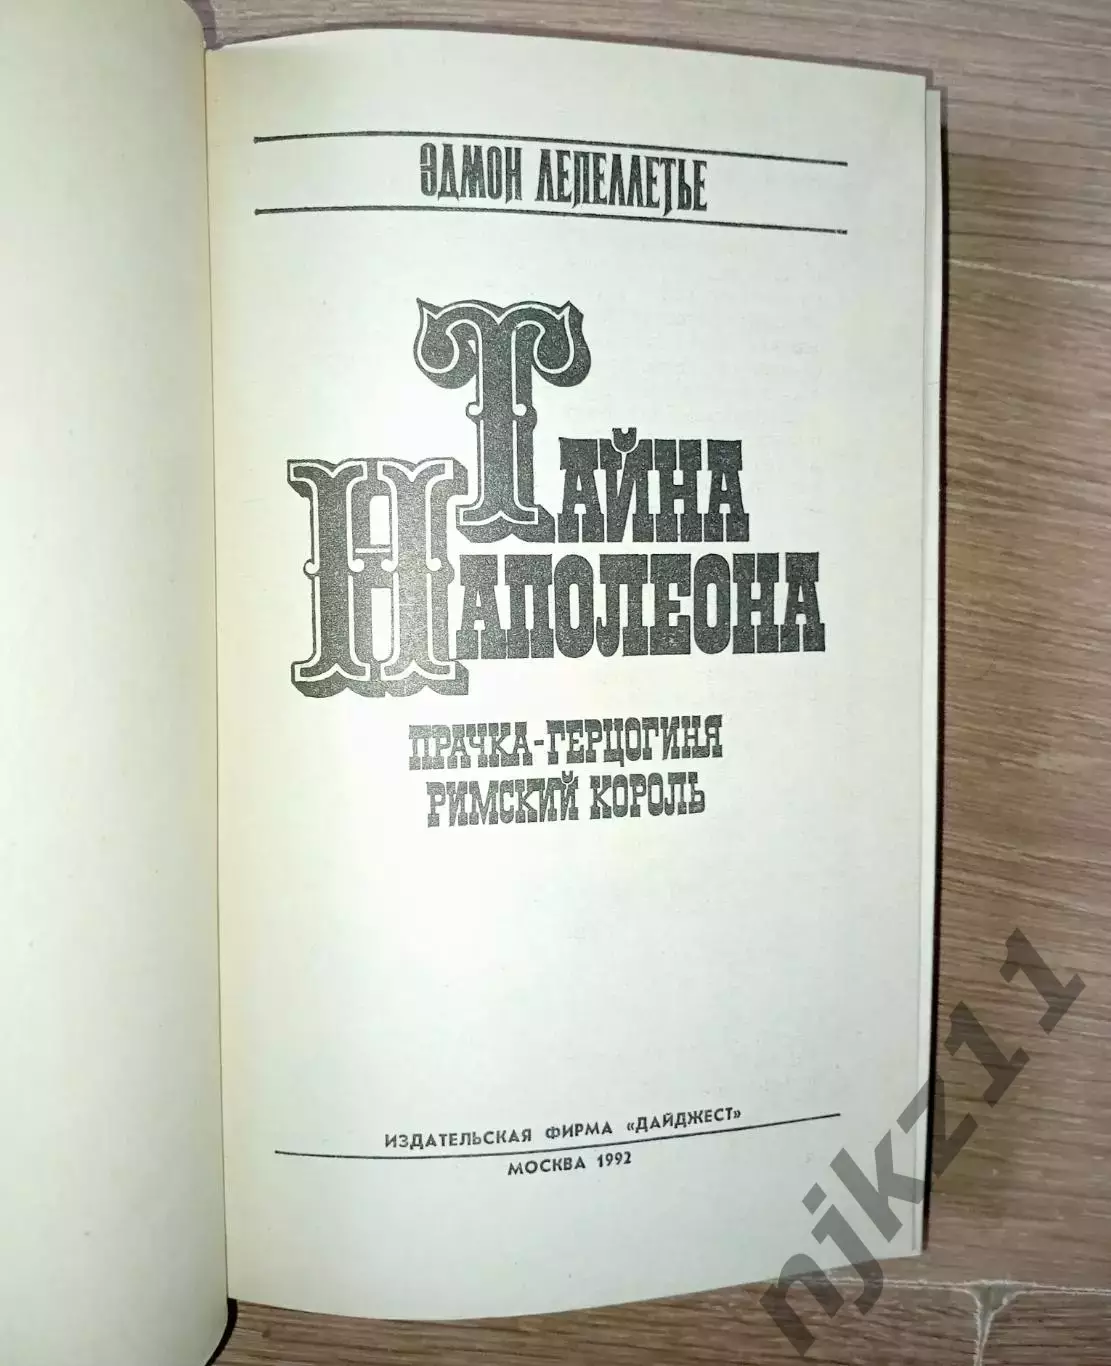 ЭДМОН ЛЕПЕЛЛЕТЬЕ
ТАЙНА
НАПОЛЕОНА
ПРАЧКА-ГЕРЦОГИНЯ
РИМСКИЙ КОРОЛЬ
ИЗДАТЕЛЬСКАЯ ФИРМА «ДАЙДЖЕСТ»
МОСКВА 1992
njkz11